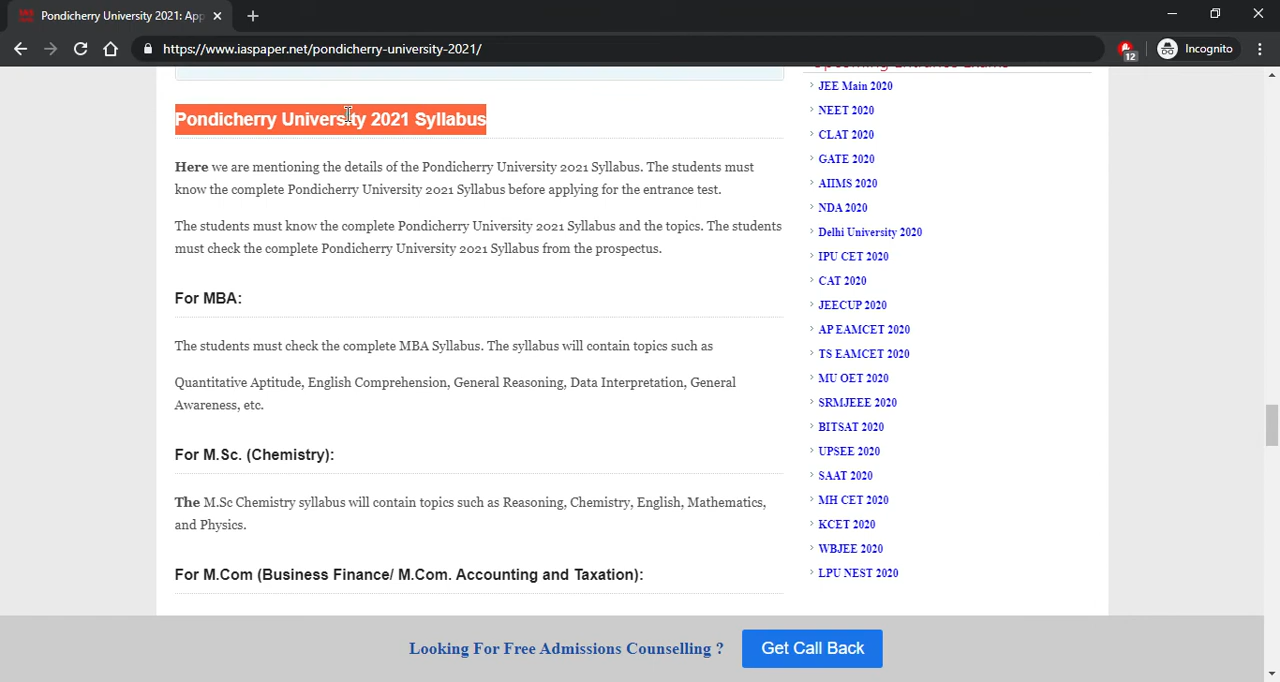 Pondicherry University 2021: App
https://www.iaspaper.net/pondicherry-university-2021/
12
Incognito
Pondicherry University 2021 Syllabus
Here we are mentioning the details of the Pondicherry University 2021 Syllabus. The students must
know the complete Pondicherry University 2021 Syllabus before applying for the entrance test.
The students must know the complete Pondicherry University 2021 Syllabus and the topics. The students
must check the complete Pondicherry University 2021 Syllabus from the prospectus.
For MBA:
The students must check the complete MBA Syllabus. The syllabus will contain topics such as
Quantitative Aptitude, English Comprehension, General Reasoning, Data Interpretation, General
Awareness, etc.
For M.Sc. (Chemistry):
The M.Sc Chemistry syllabus will contain topics such as Reasoning, Chemistry, English, Mathematics,
and Physics.
For M.Com (Business Finance/ M.Com. Accounting and Taxation):
Upcoming Entrance Exams
JEE Main 2020
NEET 2020
CLAT 2020
GATE 2020
AIIMS 2020
NDA 2020
Delhi University 2020
IPU CET 2020
CAT 2020
JEECUP 2020
AP EAMCET 2020
TS EAMCET 2020
MU OET 2020
SRMJEEE 2020
BITSAT 2020
UPSEE 2020
SAAT 2020
MH CET 2020
KCET 2020
WBJEE 2020
LPU NEST 2020
Looking For Free Admissions Counselling ?
Get Call Back